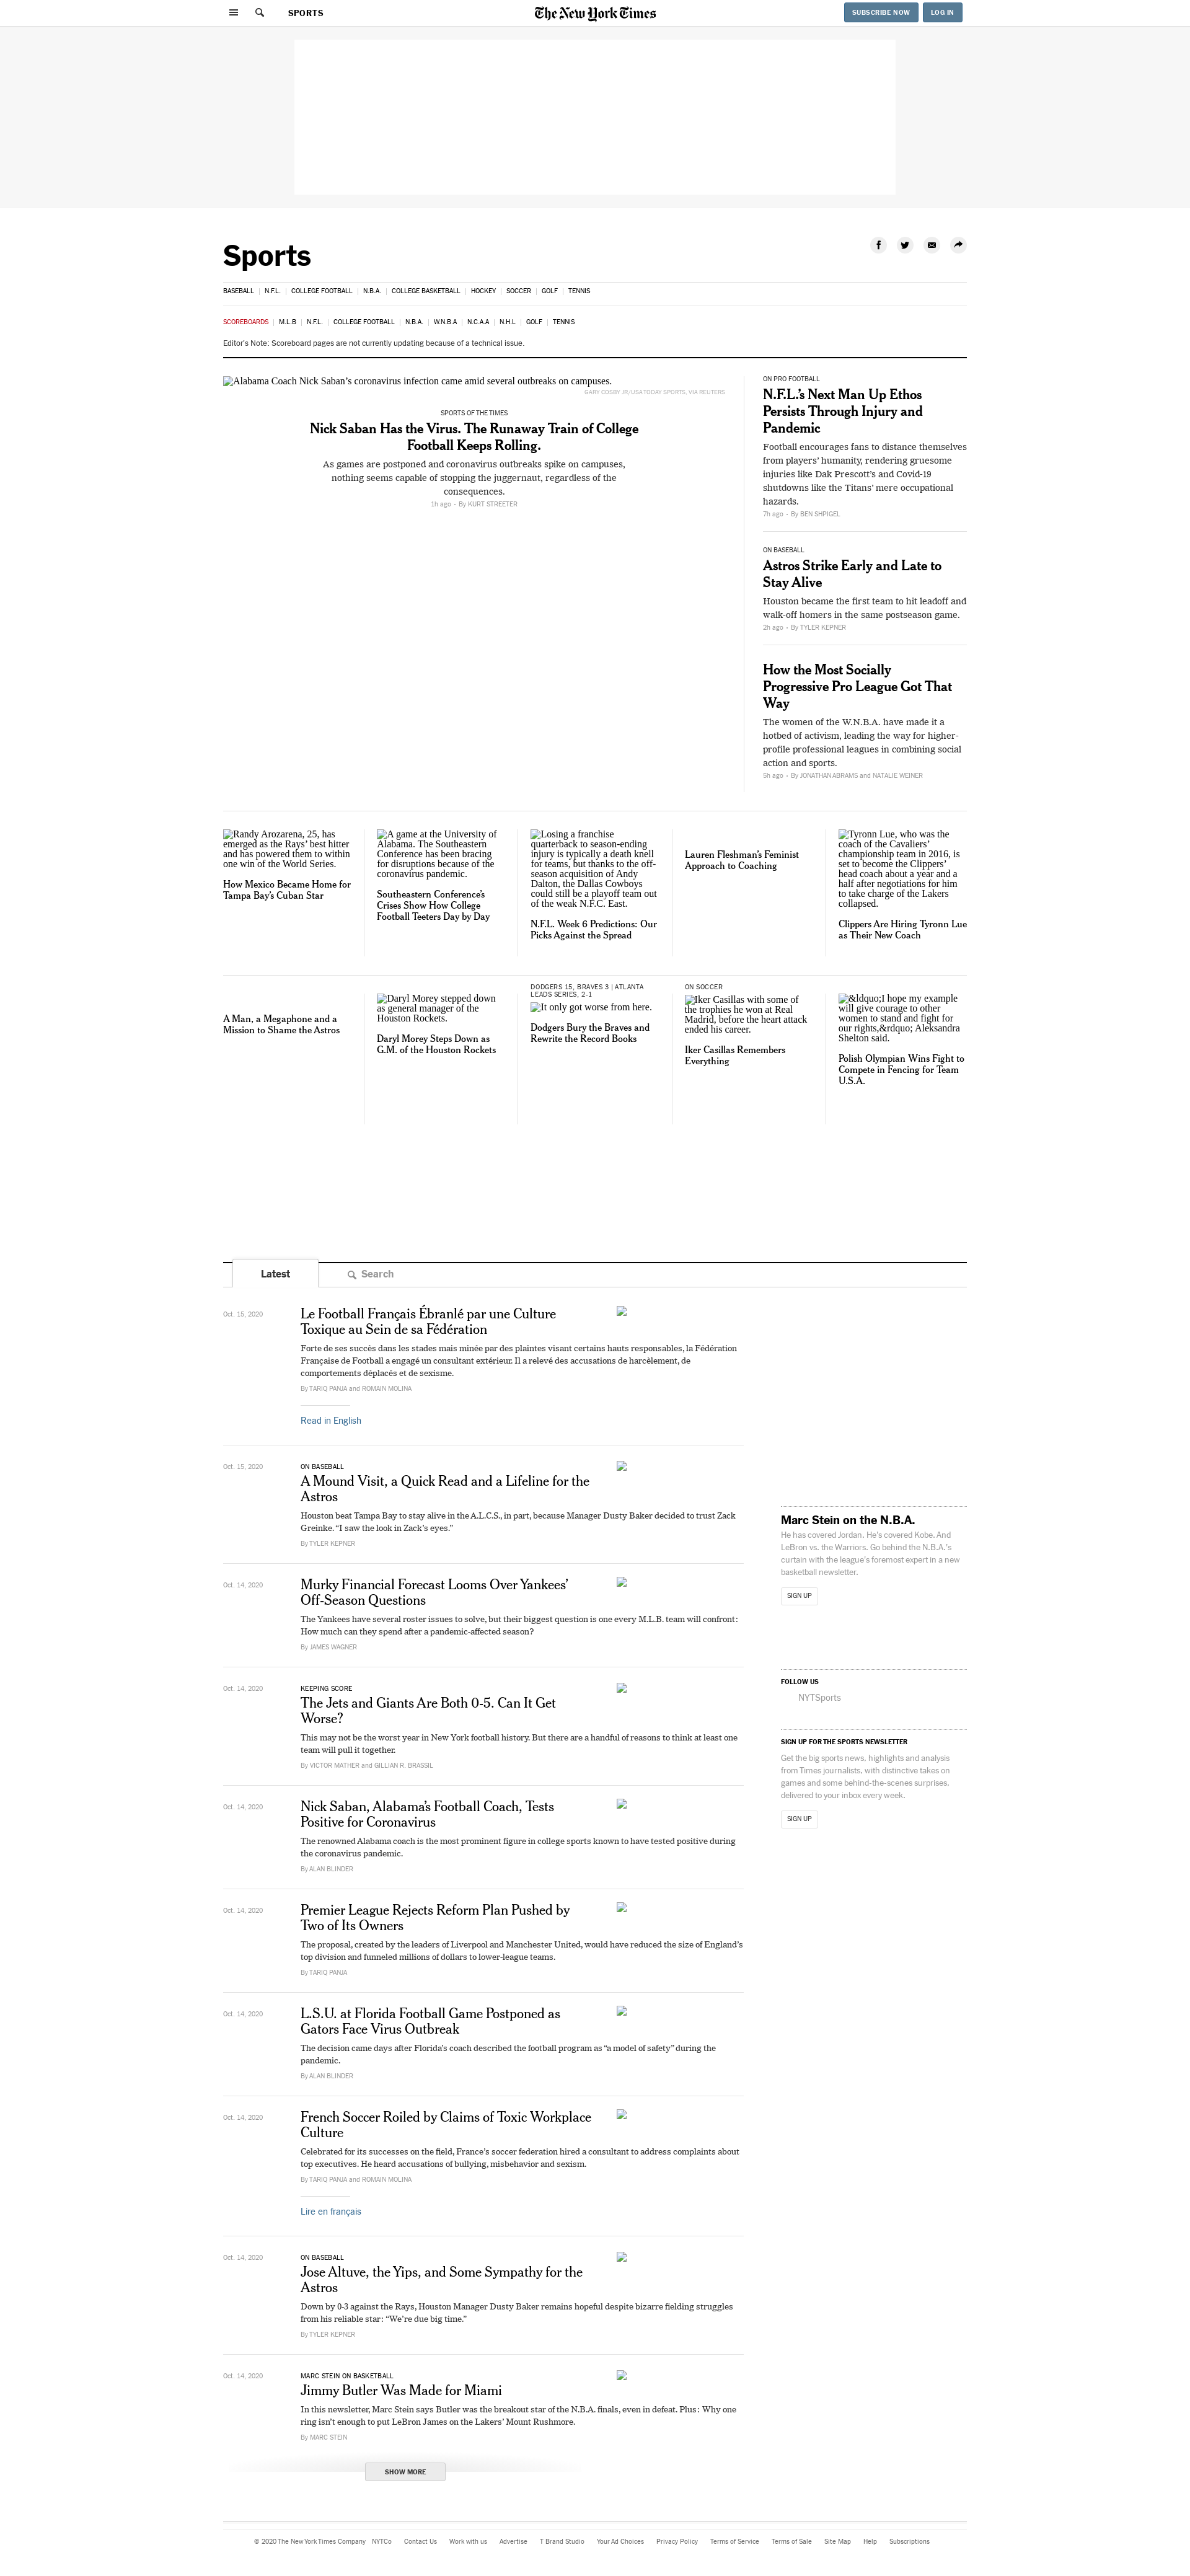 SPORTS
The New York Times
SUBSCRIBE NOW
LOG IN
Sports
BASEBALL
N.F.L.
COLLEGE FOOTBALL
N.B.A.
COLLEGE BASKETBALL
HOCKEY
SOCCER
GOLF
TENNIS
SCOREBOARDS
M.L.B
N.F.L.
COLLEGE FOOTBALL
N.B.A.
W.N.B.A
N.C.A.A
N.H.L
GOLF
TENNIS
Editor's Note: Scoreboard pages are not currently updating because of a technical issue.
Alabama Coach Nick Saban’s coronavirus infection came amid several outbreaks on campuses.
GARY COSBY JR/USA TODAY SPORTS, VIA REUTERS
SPORTS OF THE TIMES
Nick Saban Has the Virus. The Runaway Train of College
Football Keeps Rolling.
As games are postponed and coronavirus outbreaks spike on campuses,
nothing seems capable of stopping the juggernaut, regardless of the
consequences.
1h ago • By KURT STREETER
ON PRO FOOTBALL
N.F.L.’s Next Man Up Ethos
Persists Through Injury and
Pandemic
Football encourages fans to distance themselves
from players’ humanity, rendering gruesome
injuries like Dak Prescott’s and Covid-19
shutdowns like the Titans’ mere occupational
hazards.
7h ago • By BEN SHPIGEL
ON BASEBALL
Astros Strike Early and Late to
Stay Alive
Houston became the first team to hit leadoff and
walk-off homers in the same postseason game.
2h ago • By TYLER KEPNER
How the Most Socially
Progressive Pro League Got That
Way
The women of the W.N.B.A. have made it a
hotbed of activism, leading the way for higher-
profile professional leagues in combining social
action and sports.
5h ago • By JONATHAN ABRAMS and NATALIE WEINER
Randy Arozarena, 25, has
emerged as the Rays’ best hitter
and has powered them to within
one win of the World Series.
How Mexico Became Home for
Tampa Bay’s Cuban Star
A game at the University of
Alabama. The Southeastern
Conference has been bracing
for disruptions because of the
coronavirus pandemic.
Southeastern Conference’s
Crises Show How College
Football Teeters Day by Day
Losing a franchise
quarterback to season-ending
injury is typically a death knell
for teams, but thanks to the off-
season acquisition of Andy
Dalton, the Dallas Cowboys
could still be a playoff team out
of the weak N.F.C. East.
N.F.L. Week 6 Predictions: Our
Picks Against the Spread
Lauren Fleshman’s Feminist
Approach to Coaching
Tyronn Lue, who was the
coach of the Cavaliers’
championship team in 2016, is
set to become the Clippers’
head coach about a year and a
half after negotiations for him
to take charge of the Lakers
collapsed.
Clippers Are Hiring Tyronn Lue
as Their New Coach
A Man, a Megaphone and a
Mission to Shame the Astros
Daryl Morey stepped down
as general manager of the
Houston Rockets.
Daryl Morey Steps Down as
G.M. of the Houston Rockets
DODGERS 15, BRAVES 3 | ATLANTA
LEADS SERIES, 2-1
It only got worse from here.
Dodgers Bury the Braves and
Rewrite the Record Books
ON SOCCER
Iker Casillas with some of
the trophies he won at Real
Madrid, before the heart attack
ended his career.
Iker Casillas Remembers
Everything
&ldquo;I hope my example
will give courage to other
women to stand and fight for
our rights,&rdquo; Aleksandra
Shelton said.
Polish Olympian Wins Fight to
Compete in Fencing for Team
U.S.A.
Latest
Search
Oct. 15, 2020
Le Football Français Ébranlé par une Culture
Toxique au Sein de sa Fédération
Forte de ses succès dans les stades mais minée par des plaintes visant certains hauts responsables, la Fédération
Française de Football a engagé un consultant extérieur. Il a relevé des accusations de harcèlement, de
comportements déplacés et de sexisme.
By TARIQ PANJA and ROMAIN MOLINA
Read in English
Oct. 15, 2020
ON BASEBALL
A Mound Visit, a Quick Read and a Lifeline for the
Astros
Houston beat Tampa Bay to stay alive in the A.L.C.S., in part, because Manager Dusty Baker decided to trust Zack
Greinke. “I saw the look in Zack’s eyes.”
By TYLER KEPNER
Oct. 14, 2020
Murky Financial Forecast Looms Over Yankees’
Off-Season Questions
The Yankees have several roster issues to solve, but their biggest question is one every M.L.B. team will confront:
How much can they spend after a pandemic-affected season?
By JAMES WAGNER
Oct. 14, 2020
KEEPING SCORE
The Jets and Giants Are Both 0-5. Can It Get
Worse?
This may not be the worst year in New York football history. But there are a handful of reasons to think at least one
team will pull it together.
By VICTOR MATHER and GILLIAN R. BRASSIL
Oct. 14, 2020
Nick Saban, Alabama’s Football Coach, Tests
Positive for Coronavirus
The renowned Alabama coach is the most prominent figure in college sports known to have tested positive during
the coronavirus pandemic.
By ALAN BLINDER
Oct. 14, 2020
Premier League Rejects Reform Plan Pushed by
Two of Its Owners
The proposal, created by the leaders of Liverpool and Manchester United, would have reduced the size of England’s
top division and funneled millions of dollars to lower-league teams.
By TARIQ PANJA
Oct. 14, 2020
L.S.U. at Florida Football Game Postponed as
Gators Face Virus Outbreak
The decision came days after Florida’s coach described the football program as “a model of safety” during the
pandemic.
By ALAN BLINDER
Oct. 14, 2020
French Soccer Roiled by Claims of Toxic Workplace
Culture
Celebrated for its successes on the field, France’s soccer federation hired a consultant to address complaints about
top executives. He heard accusations of bullying, misbehavior and sexism.
By TARIQ PANJA and ROMAIN MOLINA
Lire en français
Oct. 14, 2020
ON BASEBALL
Jose Altuve, the Yips, and Some Sympathy for the
Astros
Down by 0-3 against the Rays, Houston Manager Dusty Baker remains hopeful despite bizarre fielding struggles
from his reliable star: “We’re due big time.”
By TYLER KEPNER
Oct. 14, 2020
MARC STEIN ON BASKETBALL
Jimmy Butler Was Made for Miami
In this newsletter, Marc Stein says Butler was the breakout star of the N.B.A. finals, even in defeat. Plus: Why one
ring isn’t enough to put LeBron James on the Lakers’ Mount Rushmore.
By MARC STEIN
SHOW MORE
Marc Stein on the N.B.A.
He has covered Jordan. He’s covered Kobe. And
LeBron vs. the Warriors. Go behind the N.B.A.’s
curtain with the league’s foremost expert in a new
basketball newsletter.
SIGN UP
FOLLOW US
NYTSports
SIGN UP FOR THE SPORTS NEWSLETTER
Get the big sports news, highlights and analysis
from Times journalists, with distinctive takes on
games and some behind-the-scenes surprises,
delivered to your inbox every week.
SIGN UP
© 2020 The New York Times Company
NYTCo
Contact Us
Work with us
Advertise
T Brand Studio
Your Ad Choices
Privacy Policy
Terms of Service
Terms of Sale
Site Map
Help
Subscriptions